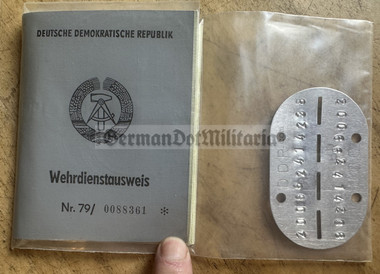 DEUTSCHE DEMOKRATISCHE REPUBLIK
GermanDotMilitaria
Wehrdienstausweis
Nr. 79/ 0088361 *